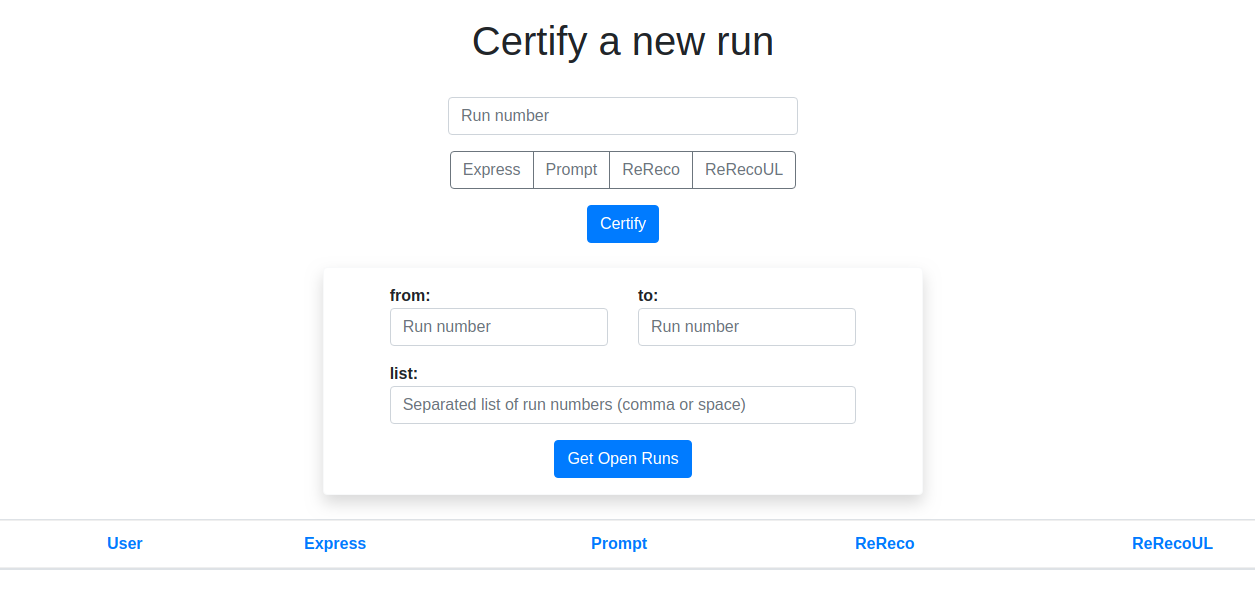 Certify a new run
Run number
Express Prompt ReReco ReRecoUL
Certify
from: to:
Run number Run number
list:
Separated list of run numbers (comma or space)
Get Open Runs
User Express Prompt ReReco ReRecoUL